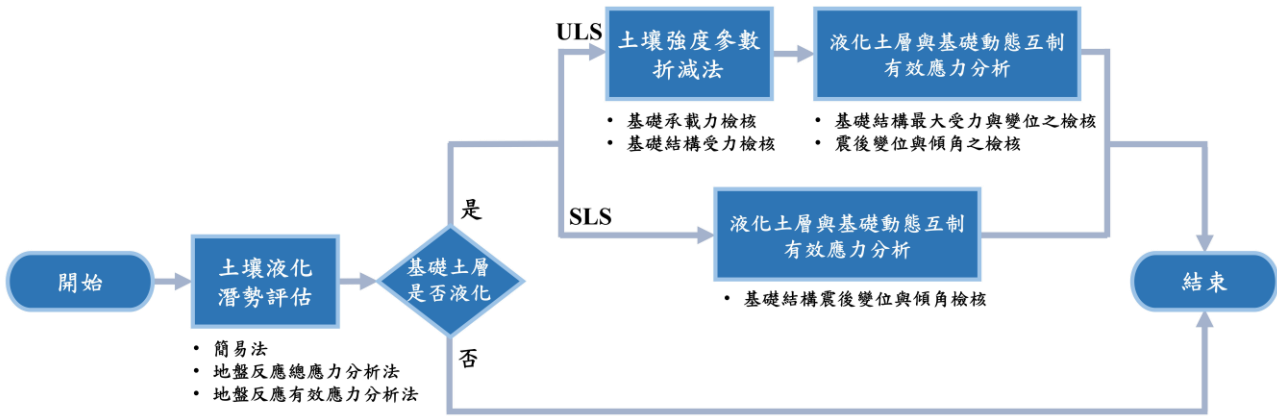 開始
土壤液化
潛勢評估
• 簡易法
• 地盤反應總應力分析法
• 地盤反應有效應力分析法
基礎土層
是否液化
是
否
ULS
土壤強度參數
折減法
• 基礎承載力檢核
• 基礎結構受力檢核
液化土層與基礎動態互制
有效應力分析
• 基礎結構最大受力與變位之檢核
• 震後變位與傾角之檢核
SLS
液化土層與基礎動態互制
有效應力分析
• 基礎結構震後變位與傾角檢核
結束